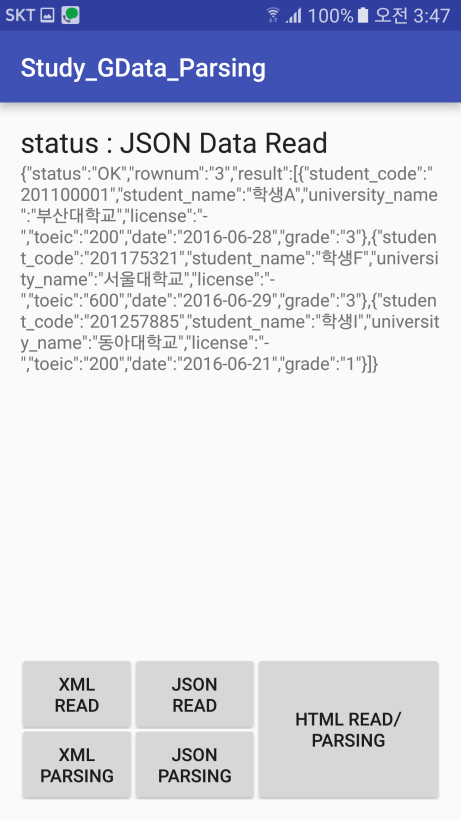 SKT 100% 오전 3:47
Study_GData_Parsing
status : JSON Data Read
{"status":"OK","rownum":"3","result":[{"student_code":"
201100001","student_name":"학생A","university_name
":"부산대학교","license":"-
","toeic":"200","date":"2016-06-28","grade":"3"},{"studen
t_code":"201175321","student_name":"학생F","universi
ty_name":"서울대학교","license":"-
","toeic":"600","date":"2016-06-29","grade":"3"},{"studen
t_code":"201257885","student_name":"학생I","universit
y_name":"동아대학교","license":"-
","toeic":"200","date":"2016-06-21","grade":"1"}]}
XML
READ
JSON
READ
HTML READ/
PARSING
XML
PARSING
JSON
PARSING